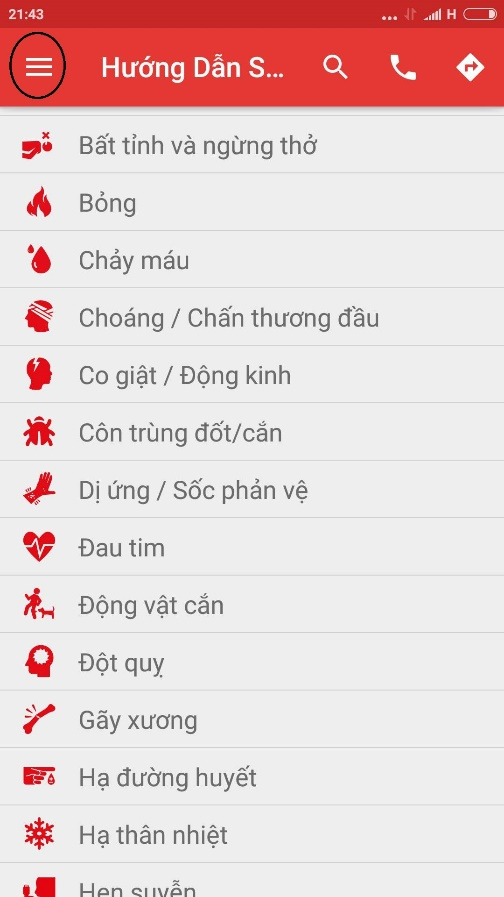 21:43
H
Hướng Dẫn S...
Bất tỉnh và ngừng thở
Bỏng
Chảy máu
Choáng / Chấn thương đầu
Co giật / Động kinh
Côn trùng đốt/cắn
Dị ứng / Sốc phản vệ
Đau tim
Động vật cắn
Đột quỵ
Gãy xương
Hạ đường huyết
Hạ thân nhiệt
Hen suyễn